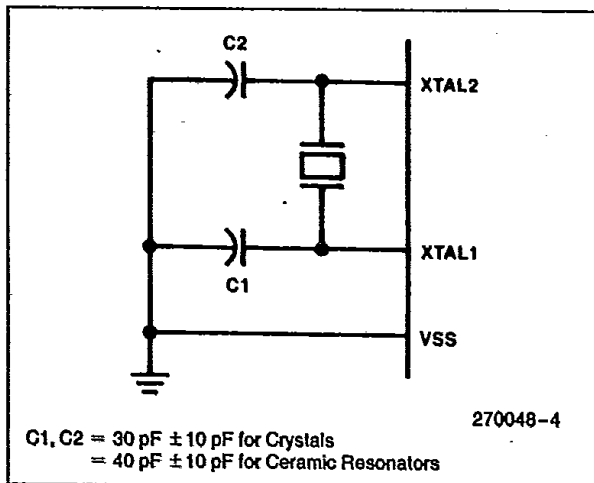 C2
XTAL2
XTAL1
C1
VSS
270048-4
C1, C2 = 30 pF ±10 pF for Crystals
= 40 pF ±10 pF for Ceramic Resonators